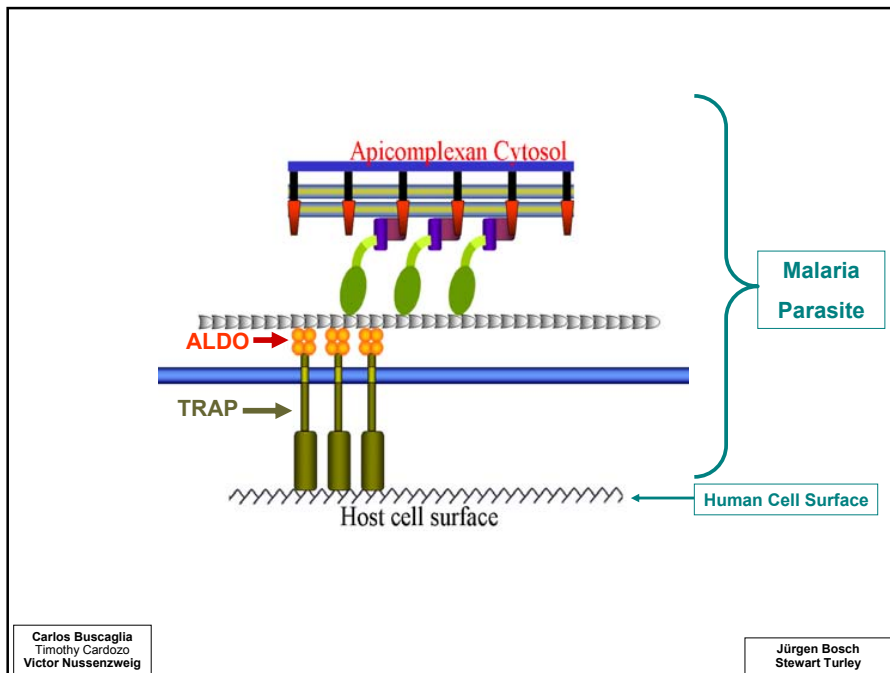 Apicomplexan Cytosol
Malaria
Parasite
ALDO
TRAP
Human Cell Surface
Host cell surface
Carlos Buscaglia
Timothy Cardozo
Victor Nussenzweig
Jürgen Bosch
Stewart Turley